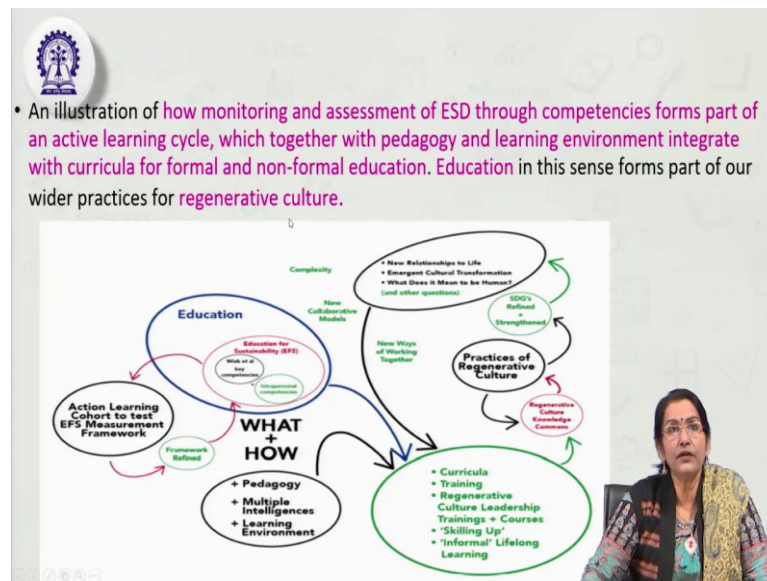 • An illustration of how monitoring and assessment of ESD through competencies forms part of
an active learning cycle, which together with pedagogy and learning environment integrate
with curricula for formal and non-formal education. Education in this sense forms part of our
wider practices for regenerative culture.
Complexity
New
Collaborative
Models
• New Relationships to Life
• Emergent Cultural Transformation
• What Does it Mean to be Human?
(and other questions)
SDG's
Refined
+
Strengthened
New Ways
of Working
Together
Practices of
Regenerative
Culture
Regenerative
Culture
Knowledge
Commons
Education
Education for
Sustainability (EFS)
Wiek et al
key
competencies
+
Intrapersonal
competencies
Action Learning
Cohort to test
EFS Measurement
Framework
Framework
Refined
WHAT
+
HOW
+ Pedagogy
+ Multiple
Intelligences
+ Learning
Environment
• Curricula
• Training
• Regenerative
Culture Leadership
Trainings + Courses
• 'Skilling Up'
• 'Informal' Lifelong
Learning